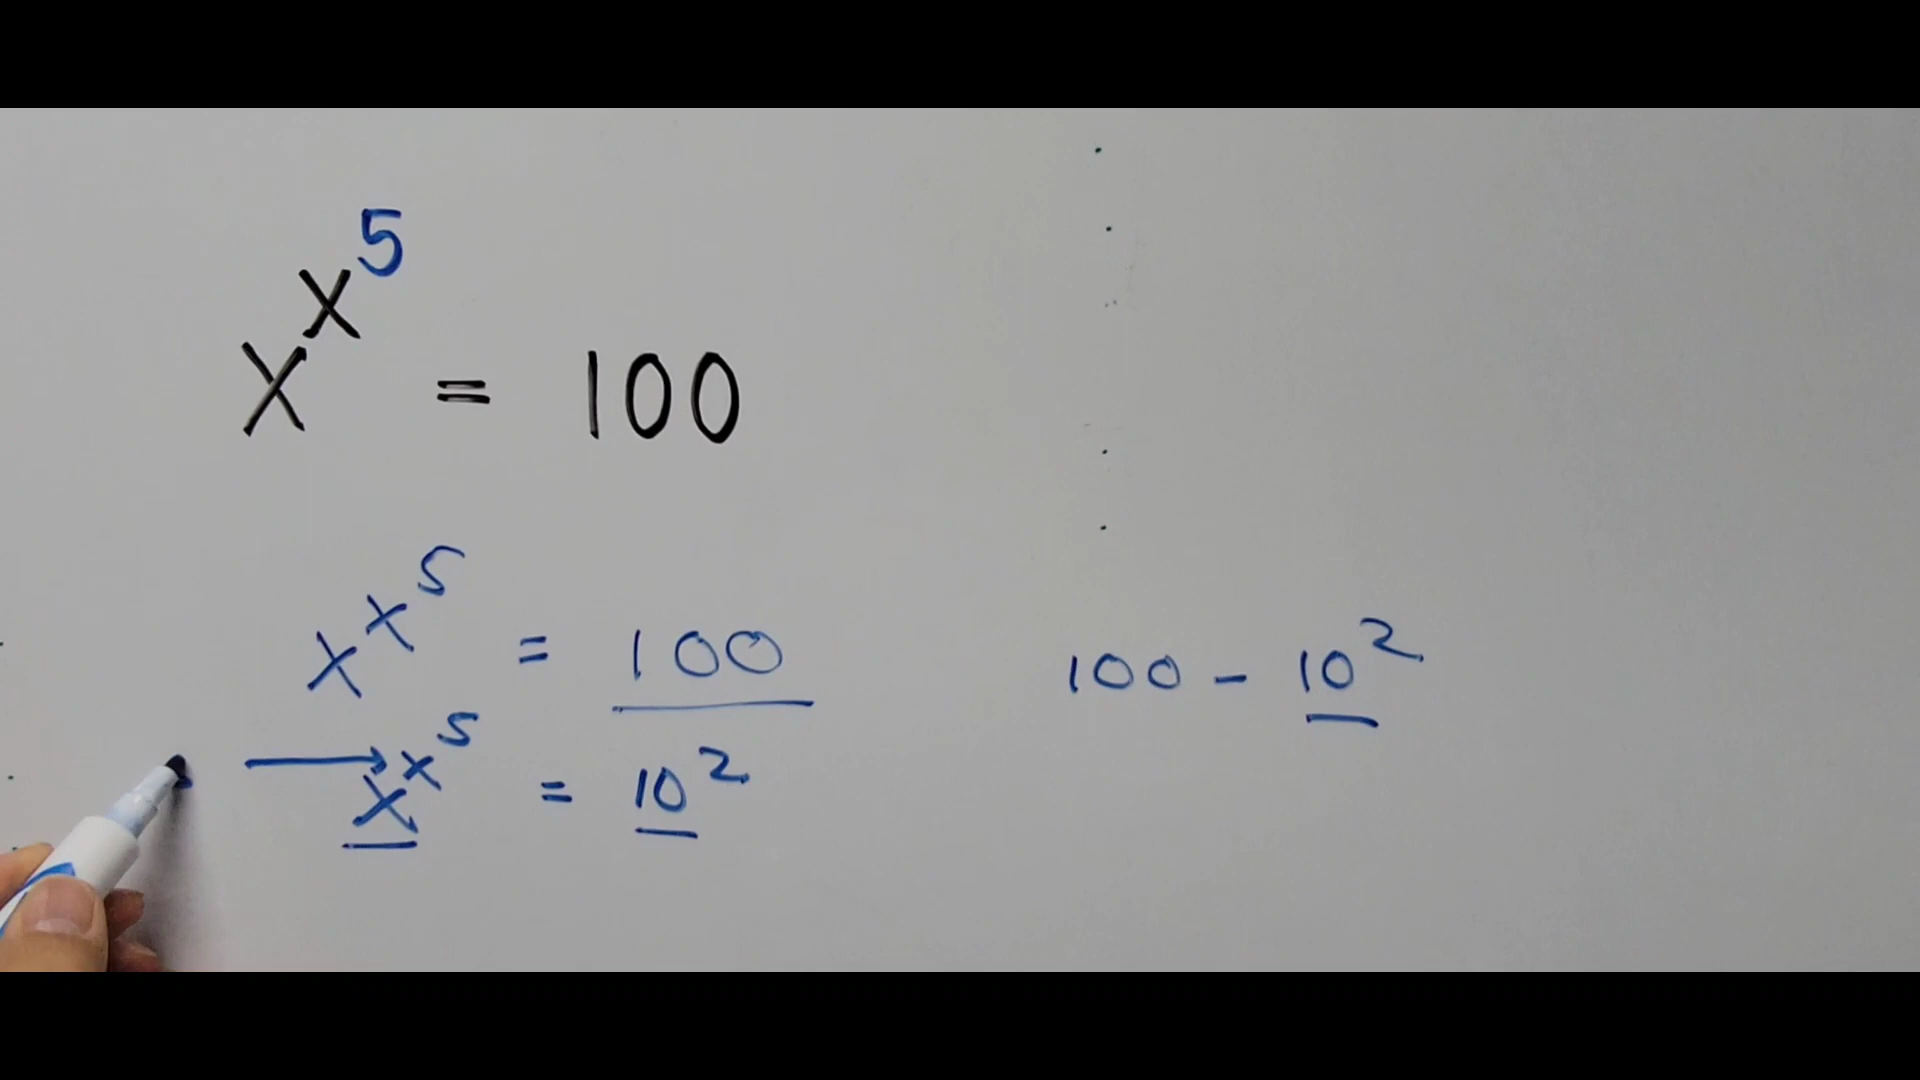 x^x^5 = 100
x^x^5 = 100
100 - 10^2
→ x^x^5 = 10^2